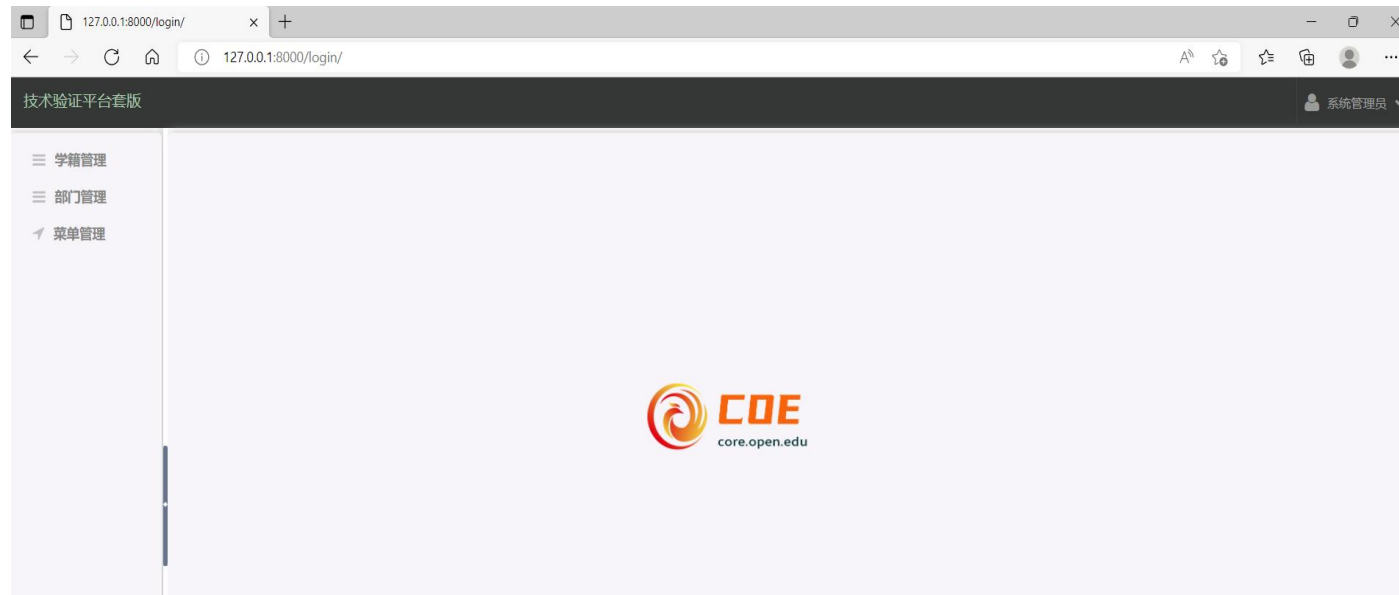 127.0.0.1:8000/login/
127.0.0.1:8000/login/
技术验证平台套版
系统管理员
学籍管理
部门管理
菜单管理
COE
core.open.edu